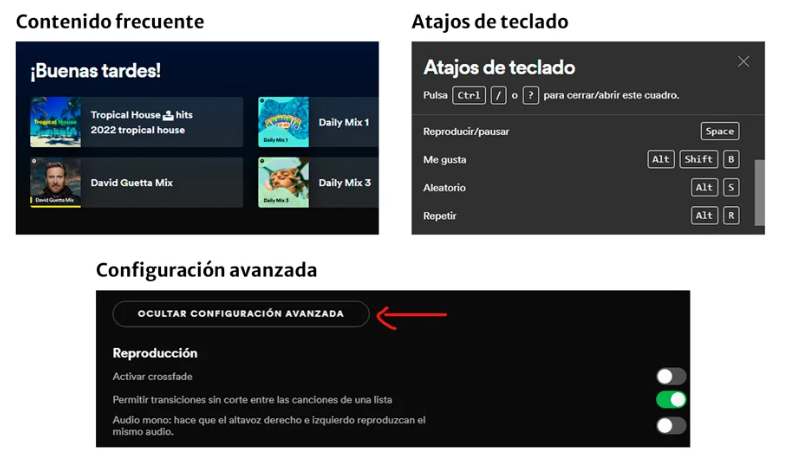 Contenido frecuente
¡Buenas tardes!
Tropical House
Tropical House hits
2022 tropical house
Daily Mix 1
Daily Mix 1
David Guetta Mix
David Guetta Mix
Daily Mix 3
Daily Mix 3
Atajos de teclado
Atajos de teclado
Pulsa Ctrl / o ? para cerrar/abrir este cuadro.
Reproducir/pausar Space
Me gusta Alt Shift B
Aleatorio Alt S
Repetir Alt R
Configuración avanzada
OCULTAR CONFIGURACIÓN AVANZADA
Reproducción
Activar crossfade
Permitir transiciones sin corte entre las canciones de una lista
Audio mono: hace que el altavoz derecho e izquierdo reproduzcan el
mismo audio.